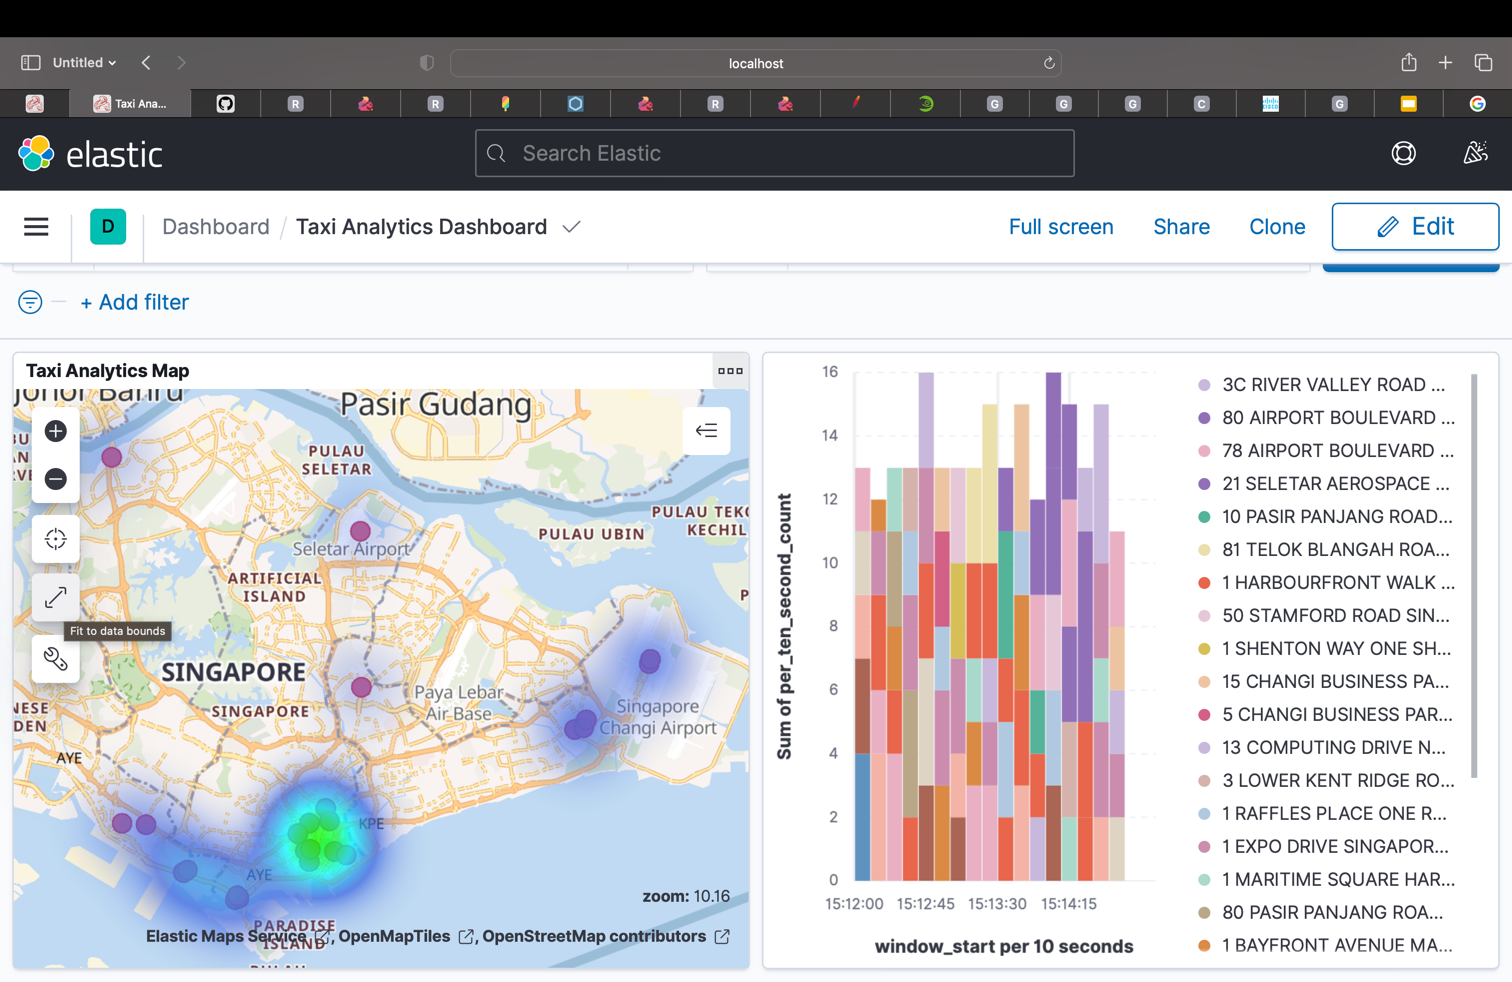 Untitled
localhost
Taxi Ana...
R
R
R
G
G
G
C
CISCO
G
G
elastic
Search Elastic
D
Dashboard / Taxi Analytics Dashboard
Full screen
Share
Clone
Edit
+ Add filter
Taxi Analytics Map
Johor Bahru
Pasir Gudang
PULAU
SELETAR
PULAU UBIN
PULAU TEKO
KECHIL
Seletar Airport
ARTIFICIAL
ISLAND
Fit to data bounds
SINGAPORE
SINGAPORE
Paya Lebar
Air Base
Singapore
Changi Airport
NESE
DEN
AYE
KPE
AYE
zoom: 10.16
PARADISE
ISLAND
Elastic Maps Service, OpenMapTiles, OpenStreetMap contributors
PULAU
Sum of per_ten_second_count
16
14
12
10
8
6
4
2
0
15:12:00 15:12:45 15:13:30 15:14:15
window_start per 10 seconds
3C RIVER VALLEY ROAD ...
80 AIRPORT BOULEVARD ...
78 AIRPORT BOULEVARD ...
21 SELETAR AEROSPACE ...
10 PASIR PANJANG ROAD...
81 TELOK BLANGAH ROA...
1 HARBOURFRONT WALK ...
50 STAMFORD ROAD SIN...
1 SHENTON WAY ONE SH...
15 CHANGI BUSINESS PA...
5 CHANGI BUSINESS PAR...
13 COMPUTING DRIVE N...
3 LOWER KENT RIDGE RO...
1 RAFFLES PLACE ONE R...
1 EXPO DRIVE SINGAPOR...
1 MARITIME SQUARE HAR...
80 PASIR PANJANG ROA...
1 BAYFRONT AVENUE MA...